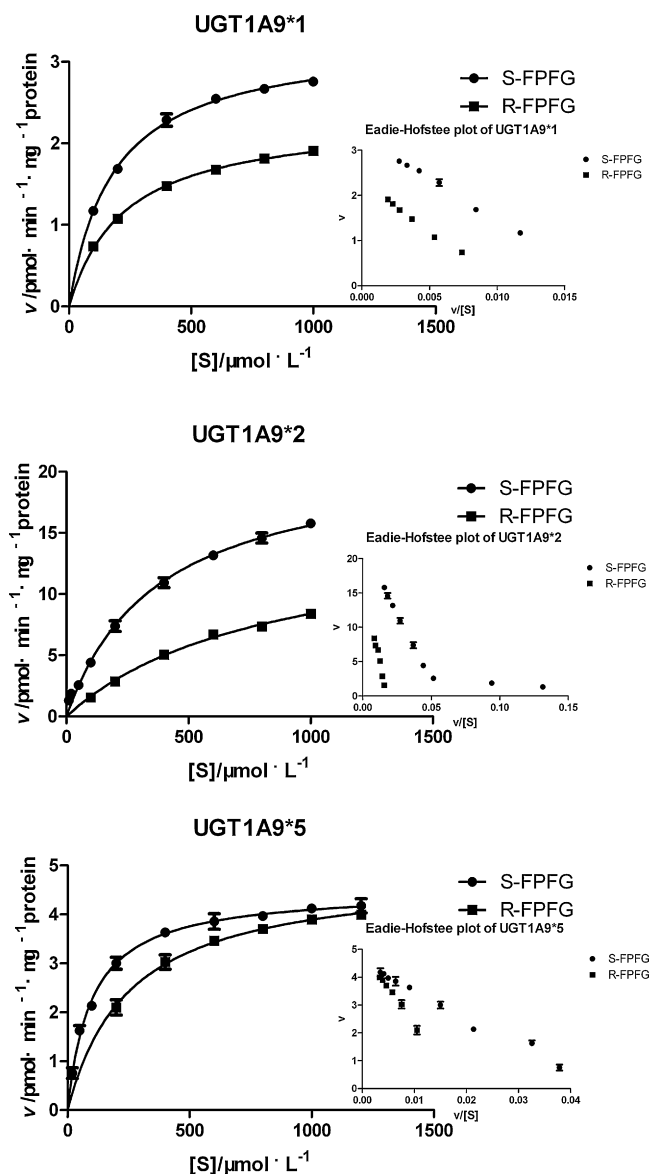 UGT1A9*1
3
2
1
0
0 500 1000 1500
v/pmol· min -1· mg -1protein
[S]/µmol · L-1
S-FPFG
R-FPFG
Eadie-Hofstee plot of UGT1A9*1
3
2
1
0
0.000 0.005 0.010 0.015
v
v/[S]
S-FPFG
R-FPFG
UGT1A9*2
20
15
10
5
0
0 500 1000 1500
v/pmol· min -1· mg -1protein
[S]/µmol · L-1
S-FPFG
R-FPFG
Eadie-Hofstee plot of UGT1A9*2
20
15
10
5
0
0.00 0.05 0.10 0.15
v
v/[S]
S-FPFG
R-FPFG
UGT1A9*5
5
4
3
2
1
0
0 500 1000 1500
v/pmol· min -1· mg -1protein
[S]/µmol · L-1
S-FPFG
R-FPFG
Eadie-Hofstee plot of UGT1A9*5
5
4
3
2
1
0
0.00 0.01 0.02 0.03 0.04
v
v/[S]
S-FPFG
R-FPFG